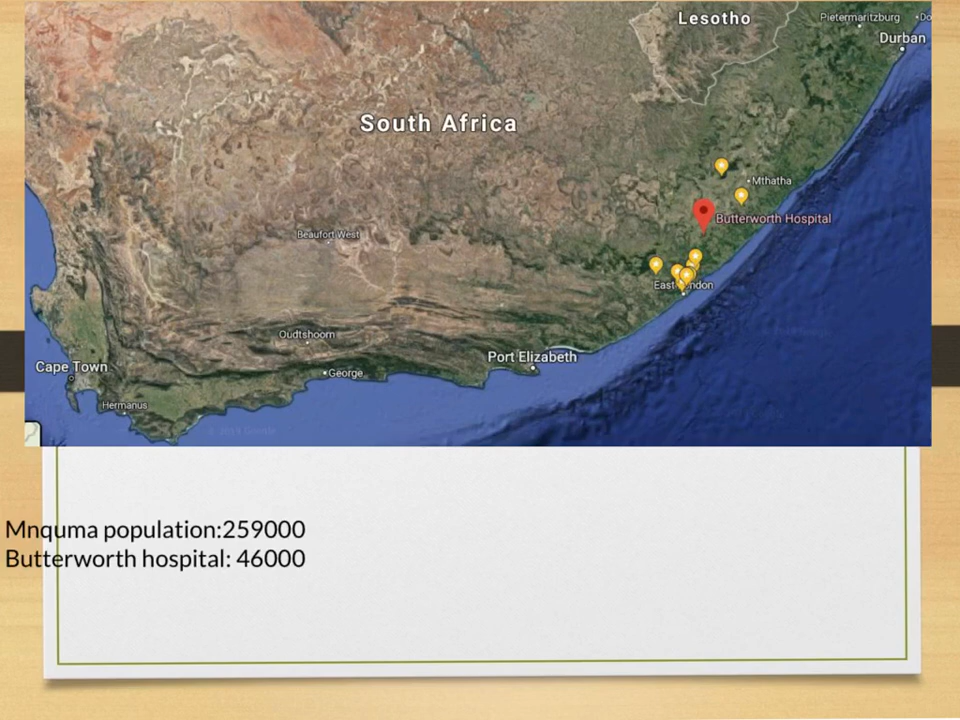 Lesotho
Pietermaritzburg
Durban
South Africa
Mthatha
Butterworth Hospital
Beaufort West
East London
Oudtshoorn
Port Elizabeth
Cape Town
George
Hermanus
Mnquma population:259000
Butterworth hospital: 46000